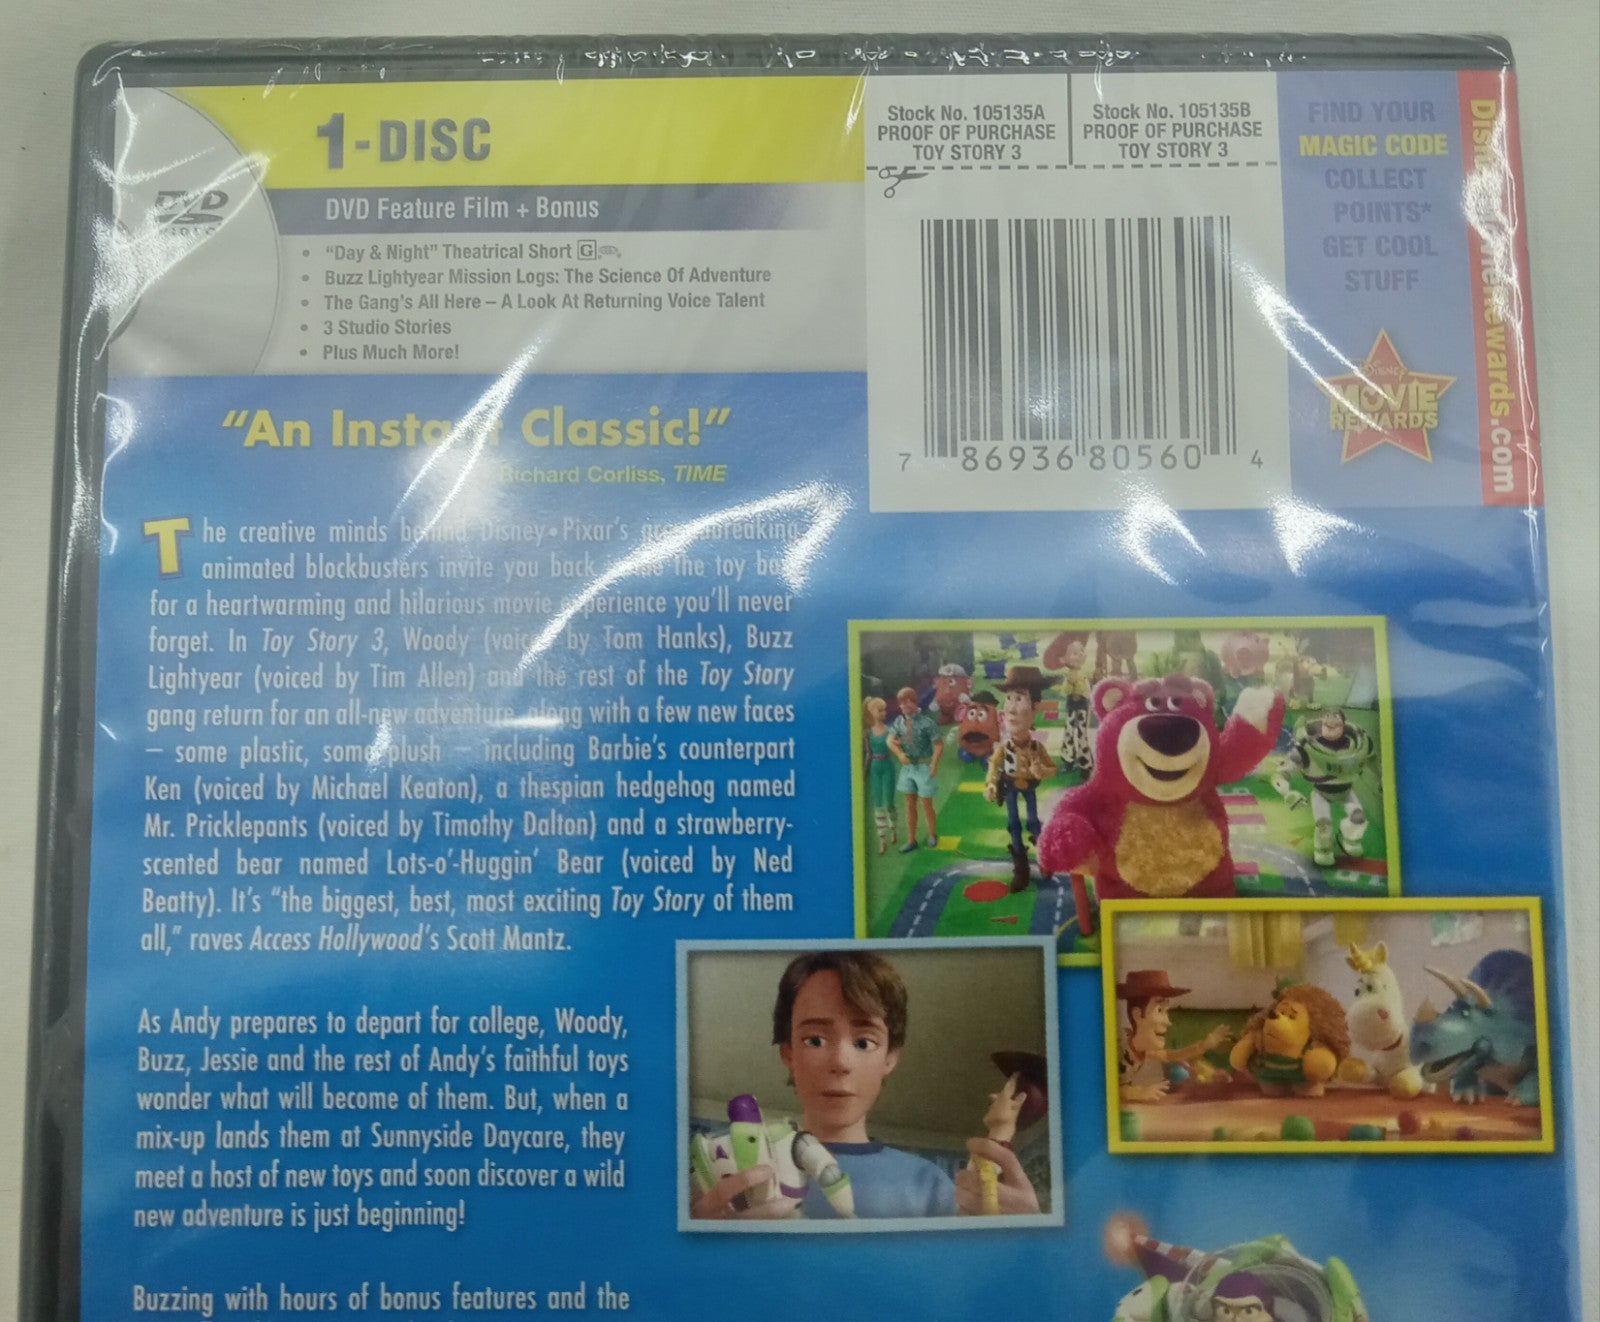 1-DISC
DVD
VIDEO
DVD Feature Film + Bonus
• "Day & Night" Theatrical Short G
• Buzz Lightyear Mission Logs: The Science Of Adventure
• The Gang's All Here – A Look At Returning Voice Talent
• 3 Studio Stories
• Plus Much More!
Stock No. 105135A
PROOF OF PURCHASE
TOY STORY 3
Stock No. 105135B
PROOF OF PURCHASE
TOY STORY 3
7 86936 80560 4
FIND YOUR
MAGIC CODE
COLLECT
POINTS*
GET COOL
STUFF
DISNEY
MOVIE
REWARDS
"An Instant Classic!"
Richard Corliss, TIME
The creative minds behind Disney•Pixar's
animated blockbusters invite you back the toy
for a heartwarming and hilarious movie experience you'll never
forget. In Toy Story 3, Woody (voiced by Tom Hanks), Buzz
Lightyear (voiced by Tim Allen) and the rest of the Toy Story
gang return for an all-new adventure, along with a few new faces
– some plastic, some plush – including Barbie's counterpart
Ken (voiced by Michael Keaton), a thespian hedgehog named
Mr. Pricklepants (voiced by Timothy Dalton) and a strawberry-
scented bear named Lots-o'-Huggin' Bear (voiced by Ned
Beatty). It's "the biggest, best, most exciting Toy Story of them
all," raves Access Hollywood's Scott Mantz.
As Andy prepares to depart for college, Woody,
Buzz, Jessie and the rest of Andy's faithful toys
wonder what will become of them. But, when a
mix-up lands them at Sunnyside Daycare, they
meet a host of new toys and soon discover a wild
new adventure is just beginning!
Buzzing with hours of bonus features and the